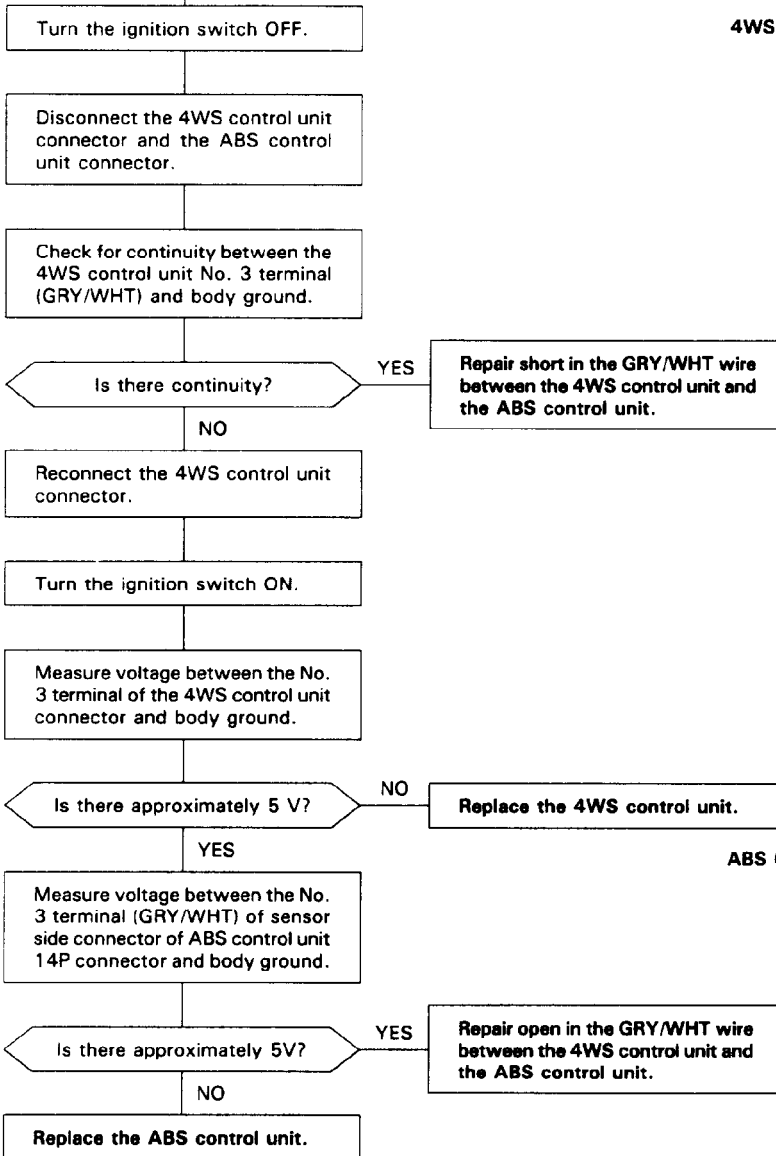 Turn the ignition switch OFF.
4WS
Disconnect the 4WS control unit
connector and the ABS control
unit connector.
Check for continuity between the
4WS control unit No. 3 terminal
(GRY/WHT) and body ground.
Is there continuity?
YES
Repair short in the GRY/WHT wire
between the 4WS control unit and
the ABS control unit.
NO
Reconnect the 4WS control unit
connector.
Turn the ignition switch ON.
Measure voltage between the No.
3 terminal of the 4WS control unit
connector and body ground.
Is there approximately 5 V?
NO
Replace the 4WS control unit.
YES
ABS
Measure voltage between the No.
3 terminal (GRY/WHT) of sensor
side connector of ABS control unit
14P connector and body ground.
Is there approximately 5V?
YES
Repair open in the GRY/WHT wire
between the 4WS control unit and
the ABS control unit.
NO
Replace the ABS control unit.